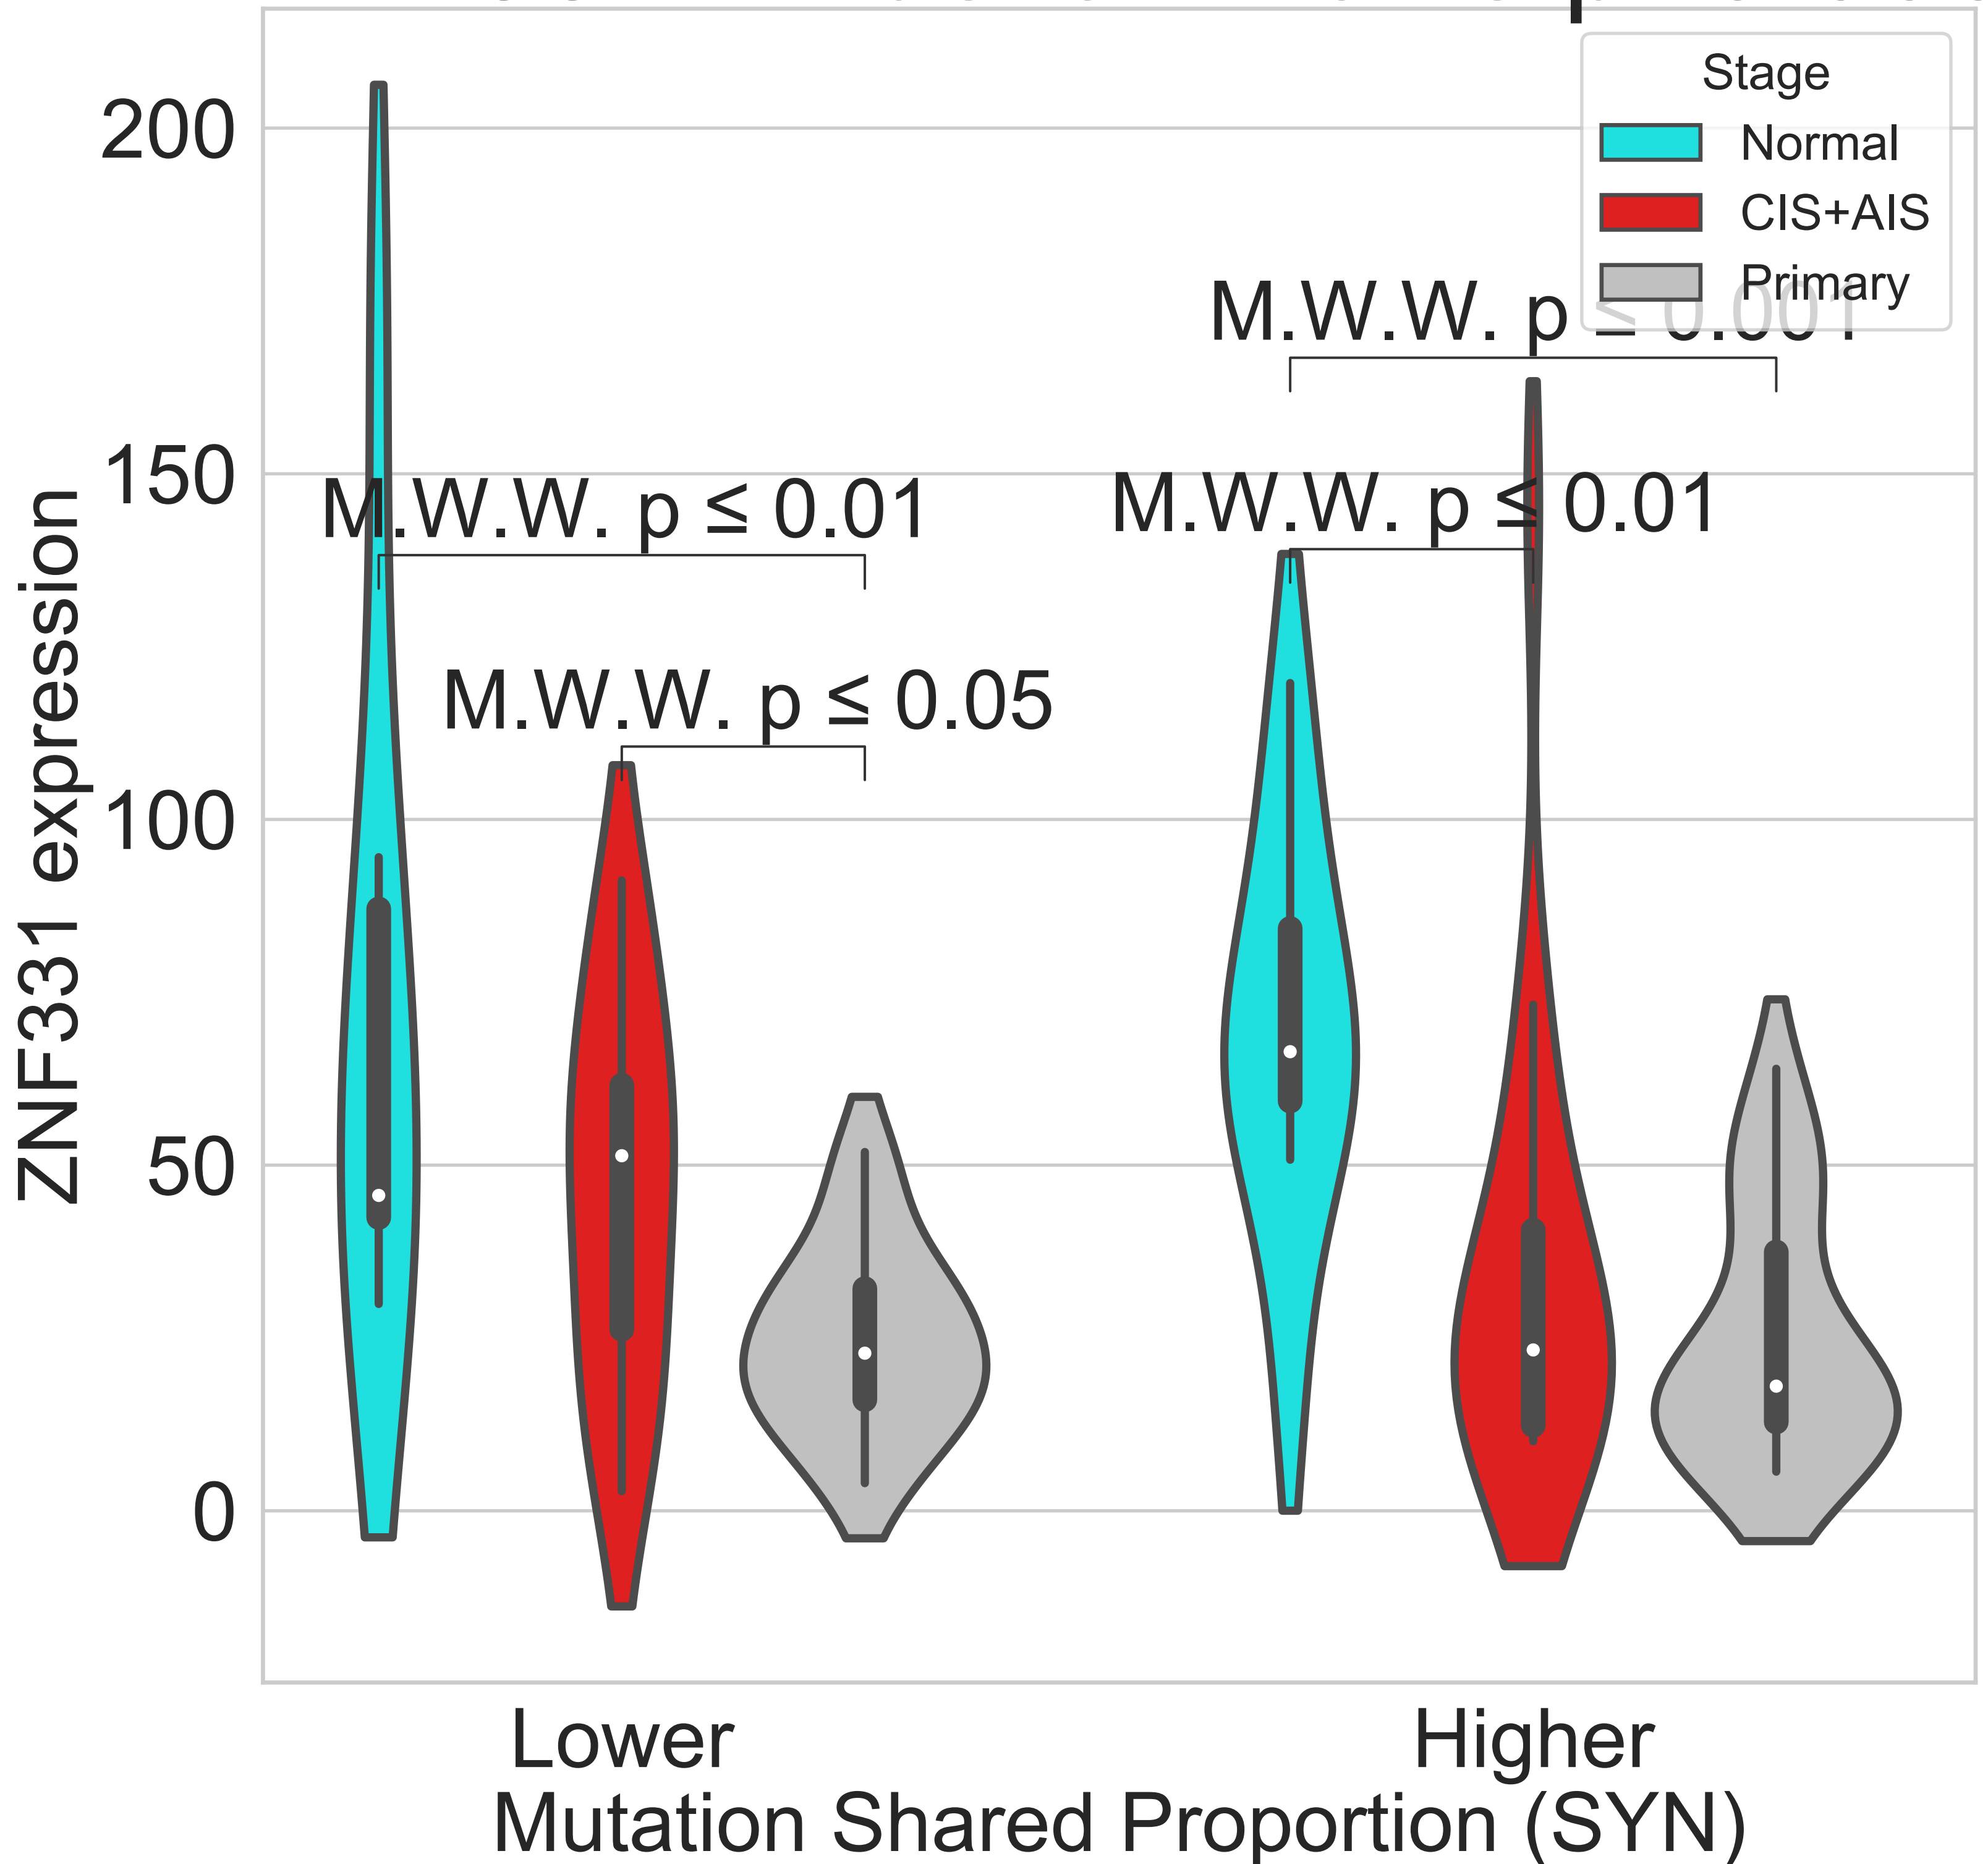 Stage
Normal
CIS+AIS
Primary
M.W.W. p ≤ 0.001
M.W.W. p ≤ 0.01
M.W.W. p ≤ 0.01
M.W.W. p ≤ 0.05
200
150
100
50
0
ZNF331 expression
Lower
Higher
Mutation Shared Proportion (SYN)